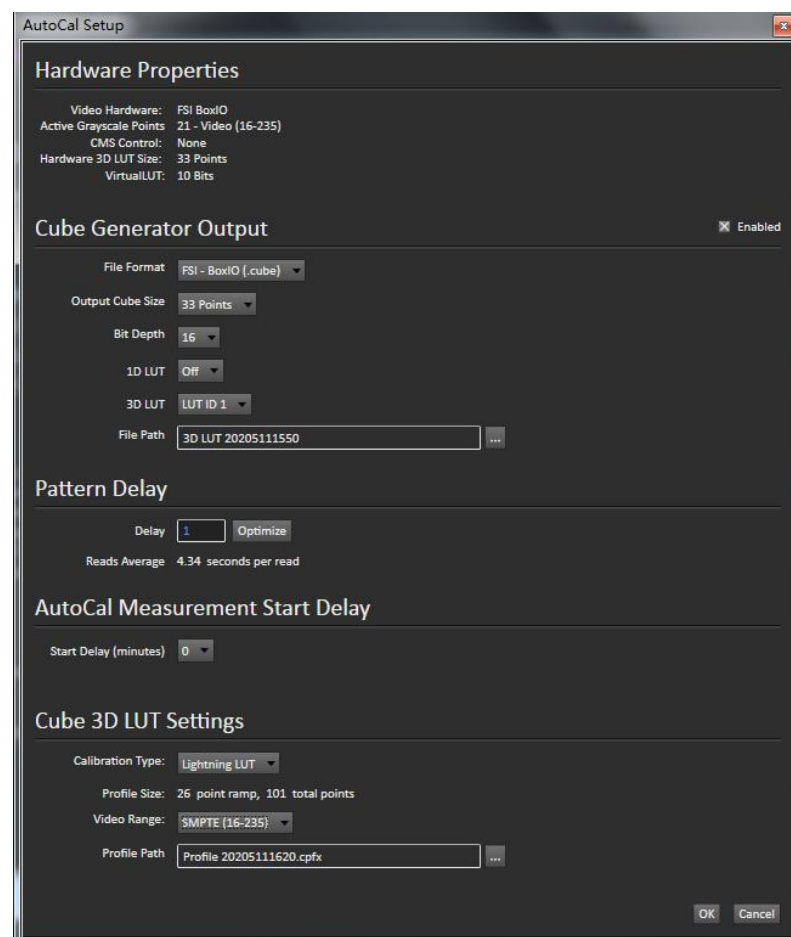 AutoCal Setup
Hardware Properties
Video Hardware: FSI BoxIO
Active Grayscale Points 21 - Video (16-235)
CMS Control: None
Hardware 3D LUT Size: 33 Points
VirtualLUT: 10 Bits
Cube Generator Output Enabled
File Format FSI - BoxIO (.cube)
Output Cube Size 33 Points
Bit Depth 16
1D LUT Off
3D LUT LUT ID 1
File Path 3D LUT 20205111550 ...
Pattern Delay
Delay 1 Optimize
Reads Average 4.34 seconds per read
AutoCal Measurement Start Delay
Start Delay (minutes) 0
Cube 3D LUT Settings
Calibration Type: Lightning LUT
Profile Size: 26 point ramp, 101 total points
Video Range: SMPTE (16-235)
Profile Path Profile 20205111620.cpfx ...
OK Cancel